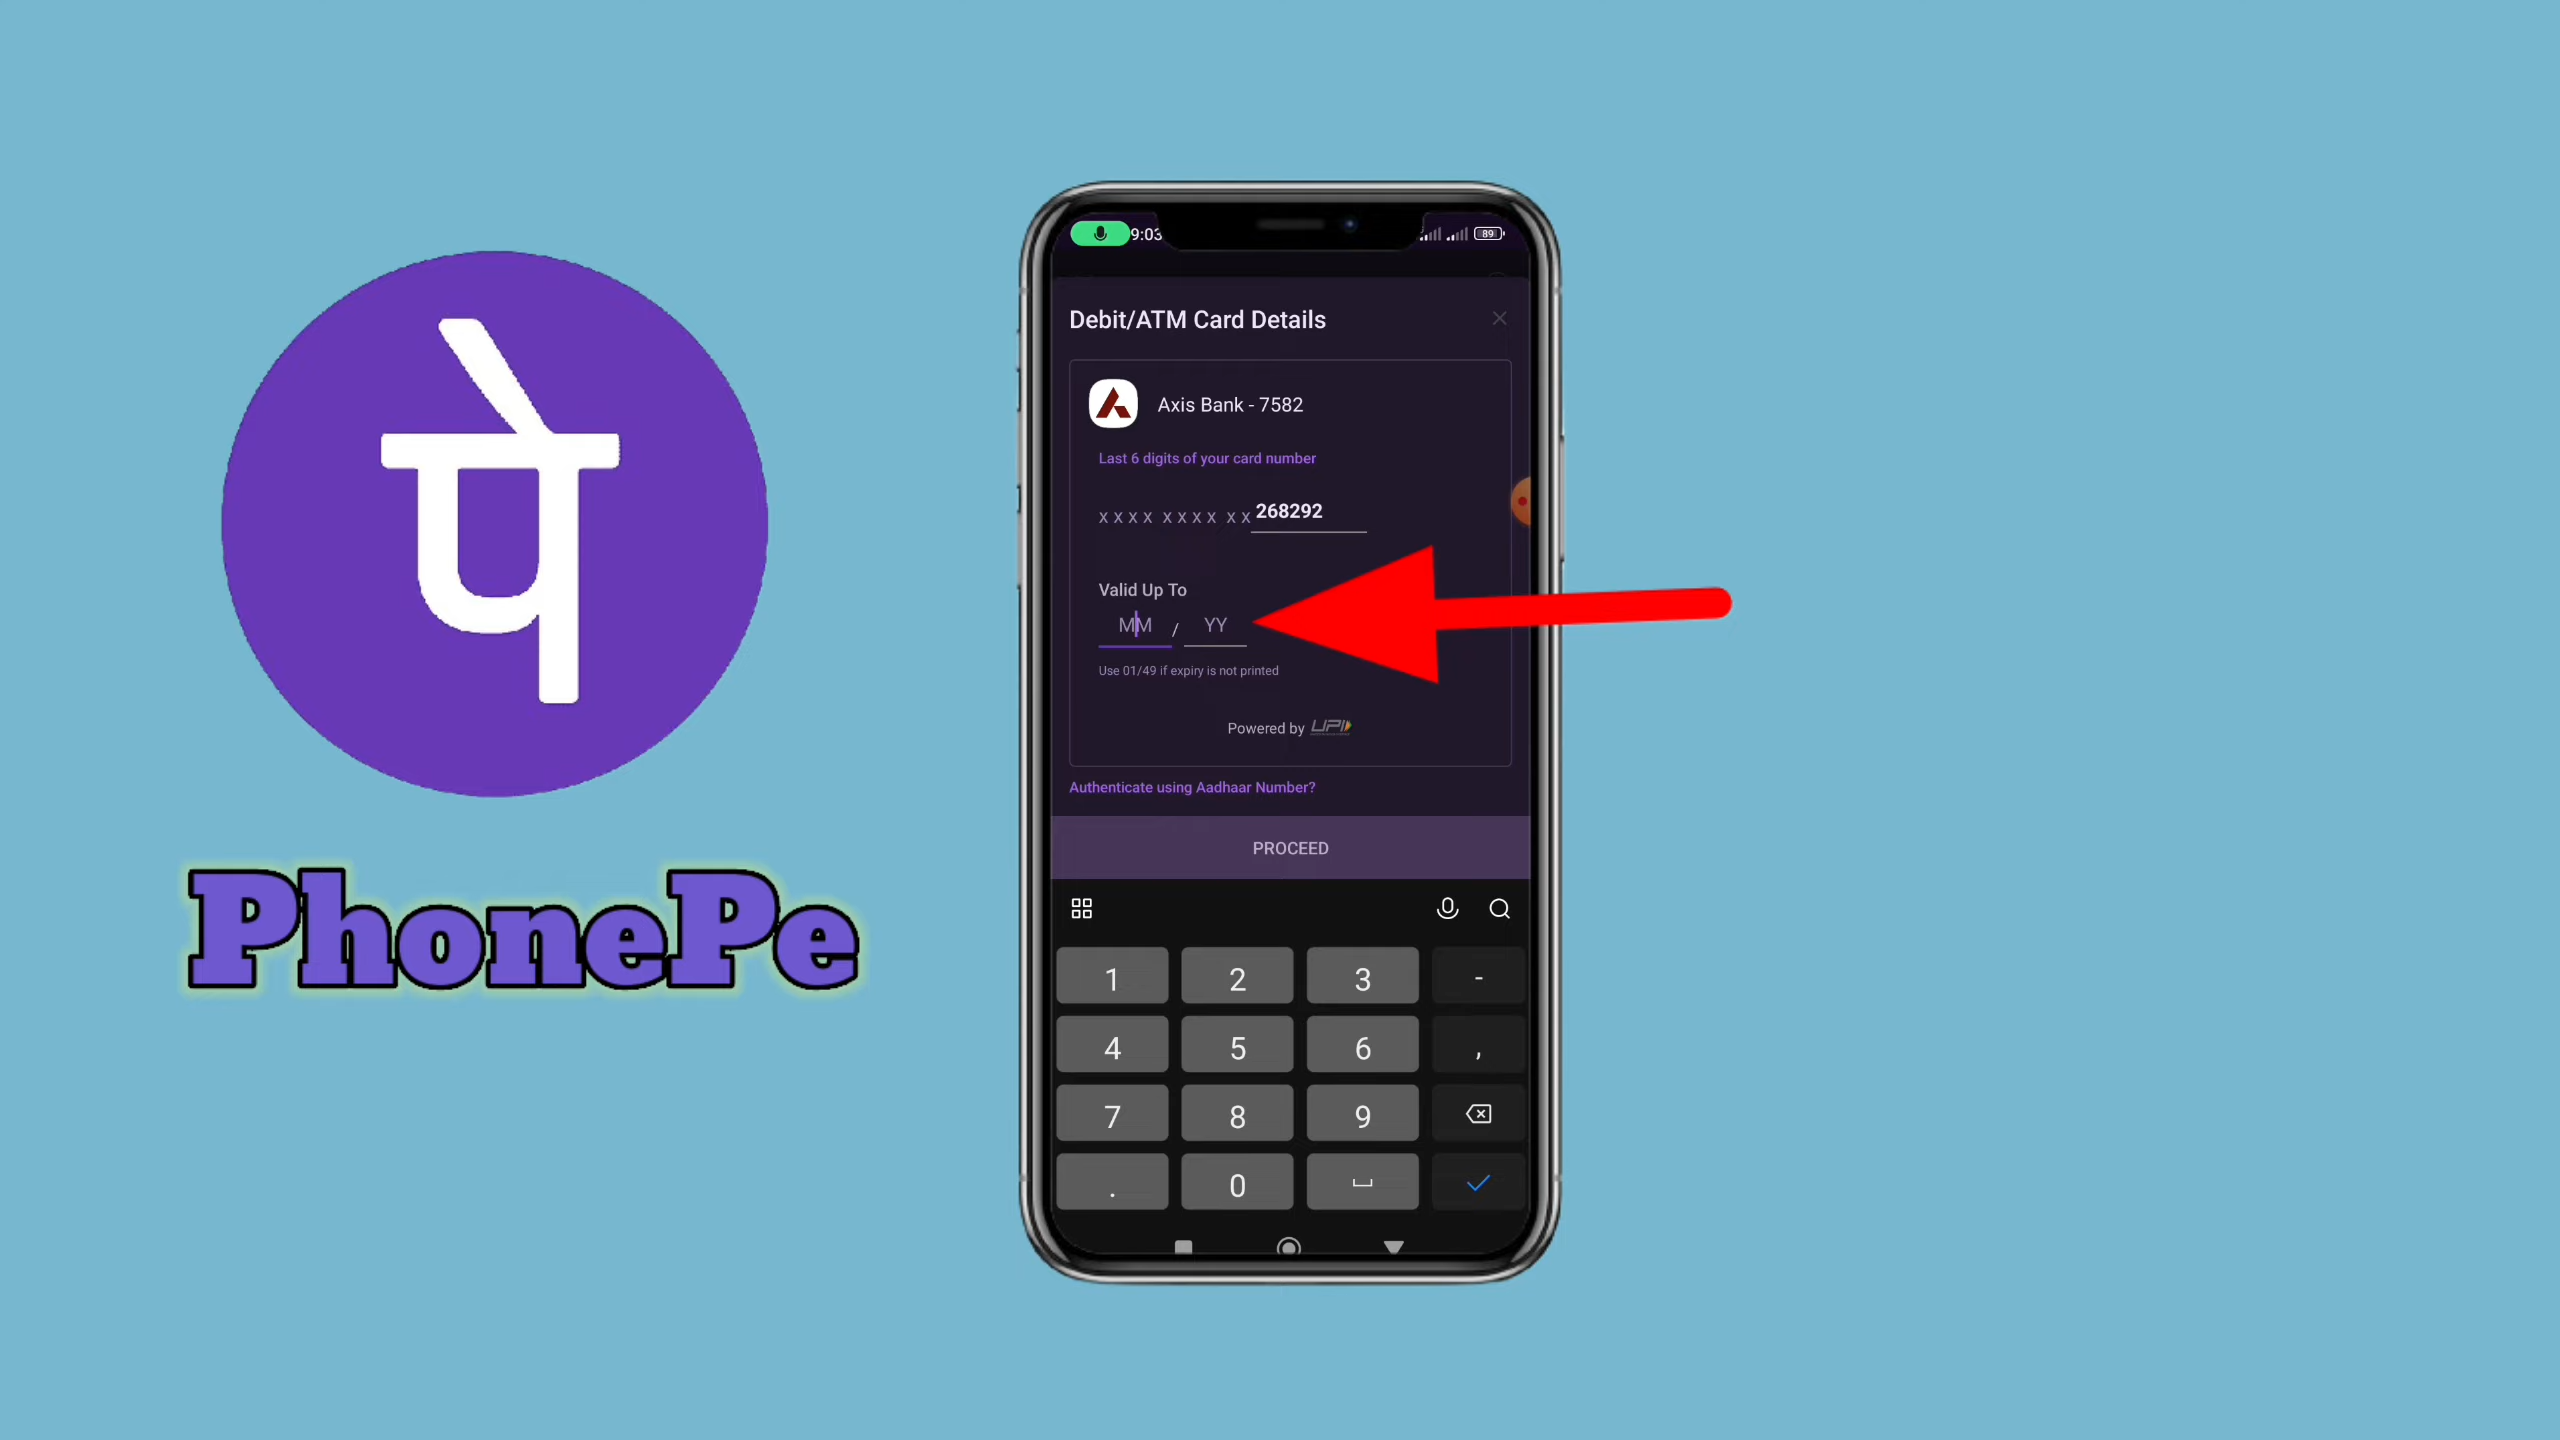 पे
PhonePe
9:03
89
Debit/ATM Card Details
Axis Bank - 7582
Last 6 digits of your card number
x x x x x x x x x x 268292
Valid Up To
MM / YY
Use 01/49 if expiry is not printed
Powered by UPI
Authenticate using Aadhaar Number?
PROCEED
1 2 3 -
4 5 6 ,
7 8 9
. 0